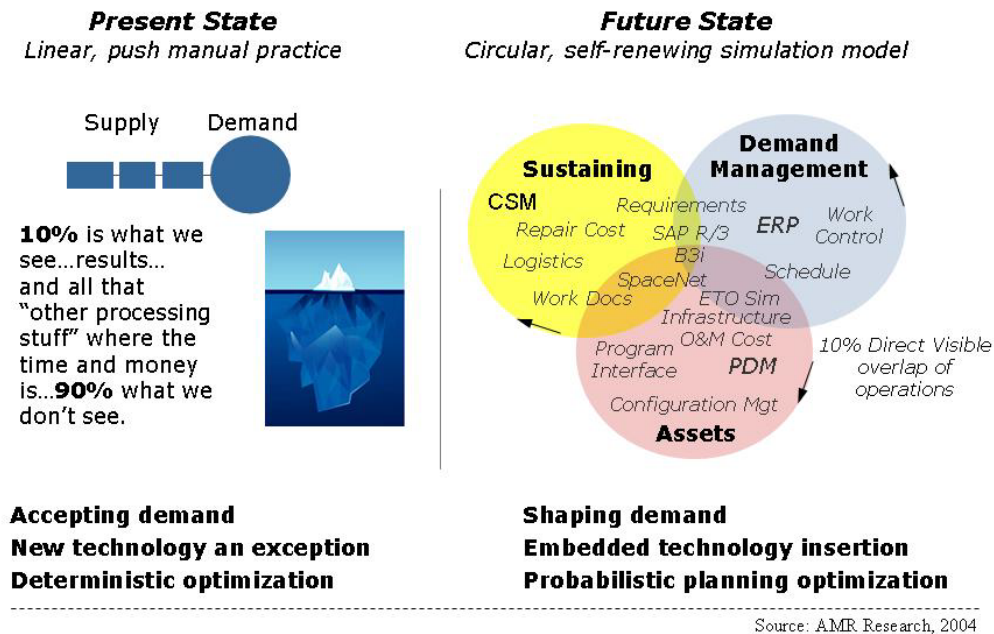 Present State
Linear, push manual practice
Supply
Demand
10% is what we
see...results...
and all that
“other processing
stuff” where the
time and money
is...90% what we
don’t see.
Accepting demand
New technology an exception
Deterministic optimization
Future State
Circular, self-renewing simulation model
Sustaining
Demand
Management
CSM
Requirements
Repair Cost
SAP R/3
ERP
Work
Control
Logistics
B3i
SpaceNet
Schedule
Work Docs
ETO Sim
Infrastructure
O&M Cost
Program
Interface
PDM
Configuration Mgt
Assets
10% Direct Visible
overlap of
operations
Shaping demand
Embedded technology insertion
Probabilistic planning optimization
Source: AMR Research, 2004